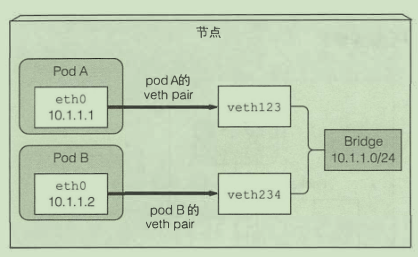 节点
Pod A
eth0
10.1.1.1
pod A的
veth pair
veth123
Bridge
10.1.1.0/24
Pod B
eth0
10.1.1.2
pod B 的
veth pair
veth234